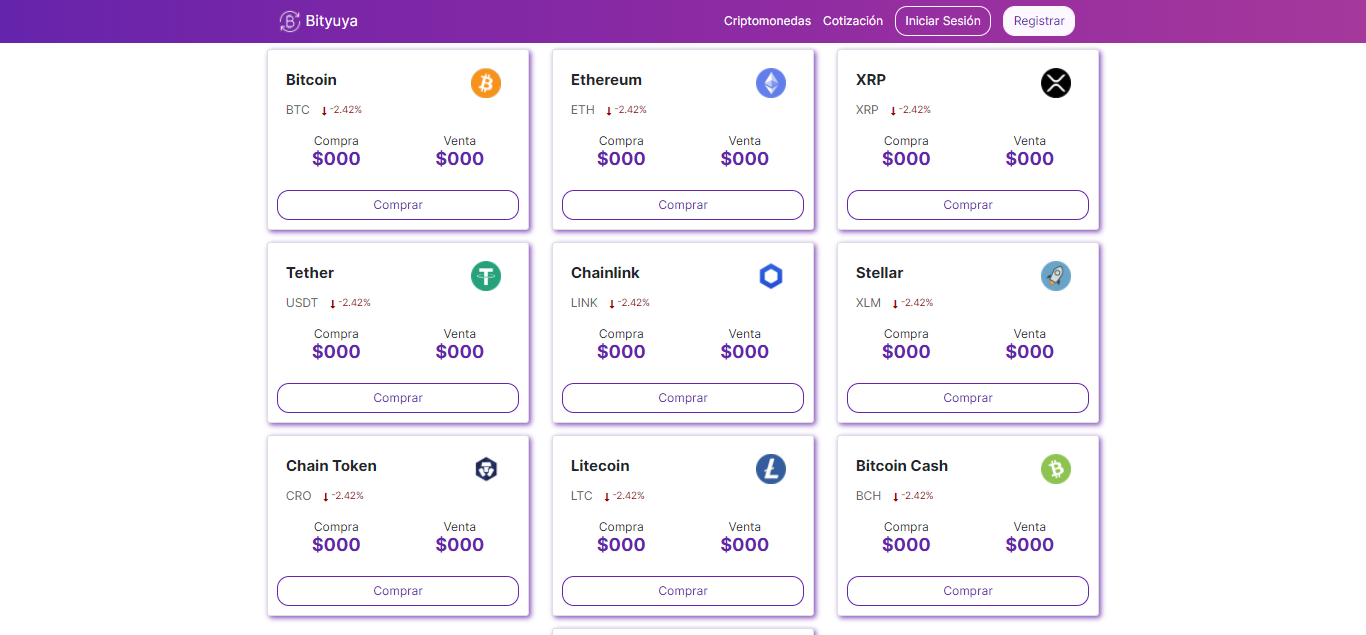 Bityuya Criptomonedas Cotización Iniciar Sesión Registrar
Bitcoin
BTC -2.42%
Compra Venta
$000 $000
Comprar
Ethereum
ETH -2.42%
Compra Venta
$000 $000
Comprar
XRP
XRP -2.42%
Compra Venta
$000 $000
Comprar
Tether
USDT -2.42%
Compra Venta
$000 $000
Comprar
Chainlink
LINK -2.42%
Compra Venta
$000 $000
Comprar
Stellar
XLM -2.42%
Compra Venta
$000 $000
Comprar
Chain Token
CRO -2.42%
Compra Venta
$000 $000
Comprar
Litecoin
LTC -2.42%
Compra Venta
$000 $000
Comprar
Bitcoin Cash
BCH -2.42%
Compra Venta
$000 $000
Comprar